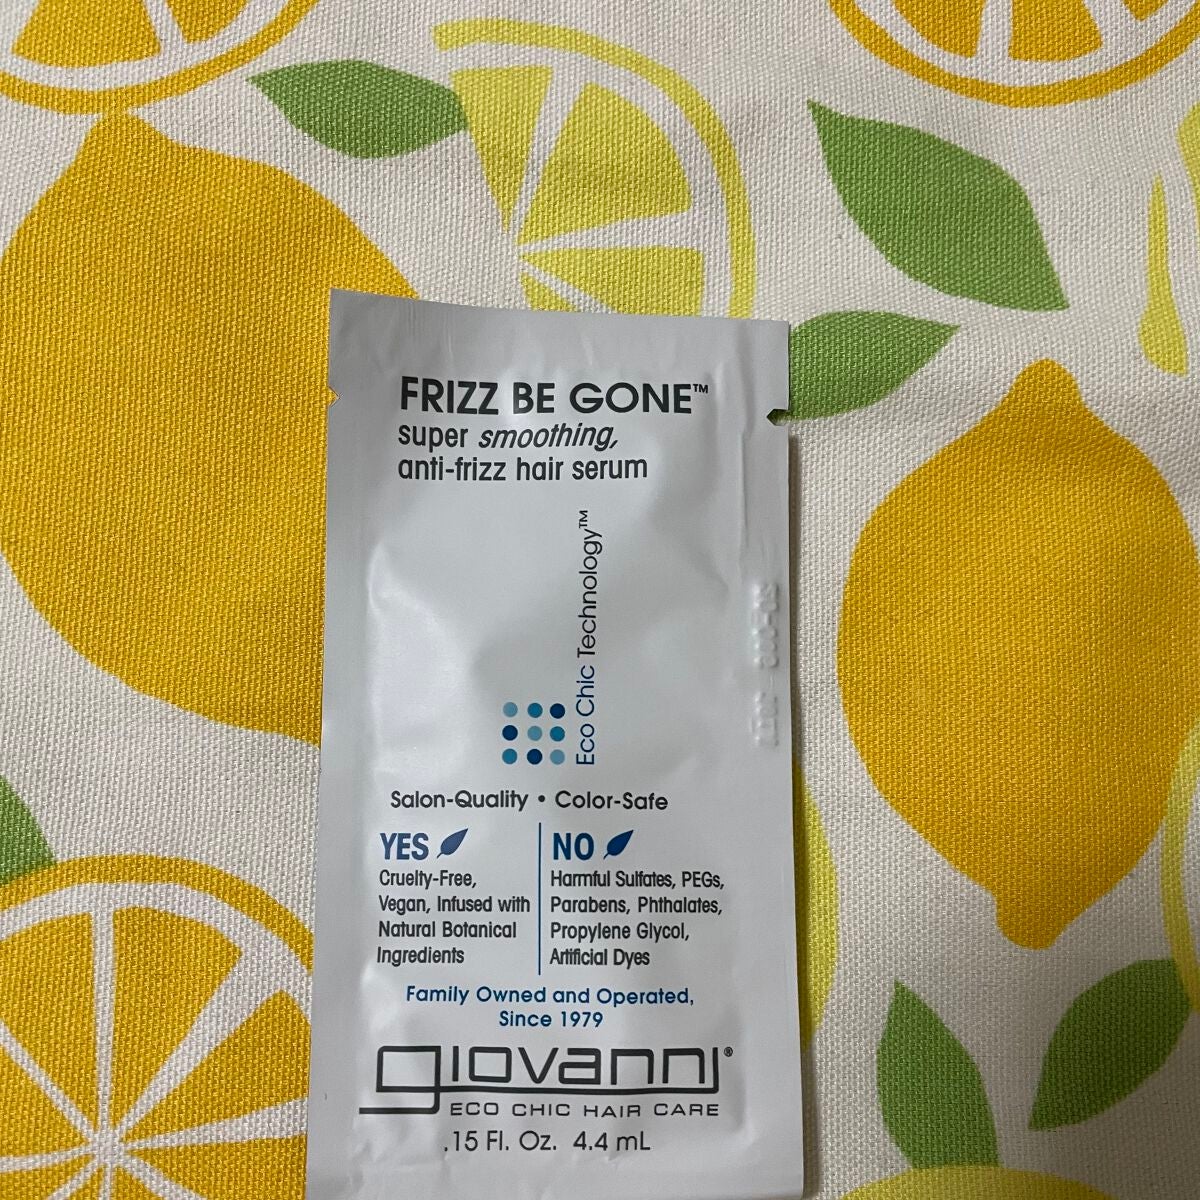 FRIZZ BE GONE™
super smoothing,
anti-frizz hair serum
Eco Chic Technology™
Salon-Quality • Color-Safe
YES
Cruelty-Free,
Vegan, Infused with
Natural Botanical
Ingredients
NO
Harmful Sulfates, PEGs,
Parabens, Phthalates,
Propylene Glycol,
Artificial Dyes
Family Owned and Operated,
Since 1979
giovanni®
ECO CHIC HAIR CARE
.15 Fl. Oz. 4.4 mL